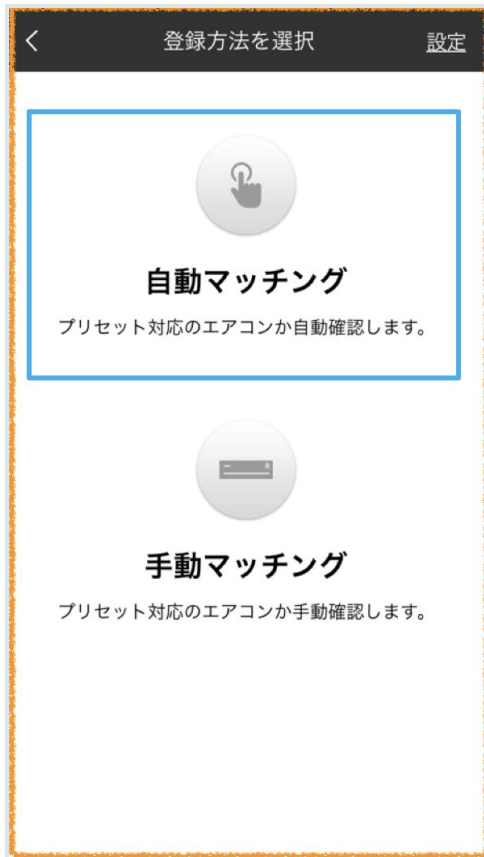 登録方法を選択 設定
自動マッチング
プリセット対応のエアコンか自動確認します。
手動マッチング
プリセット対応のエアコンか手動確認します。